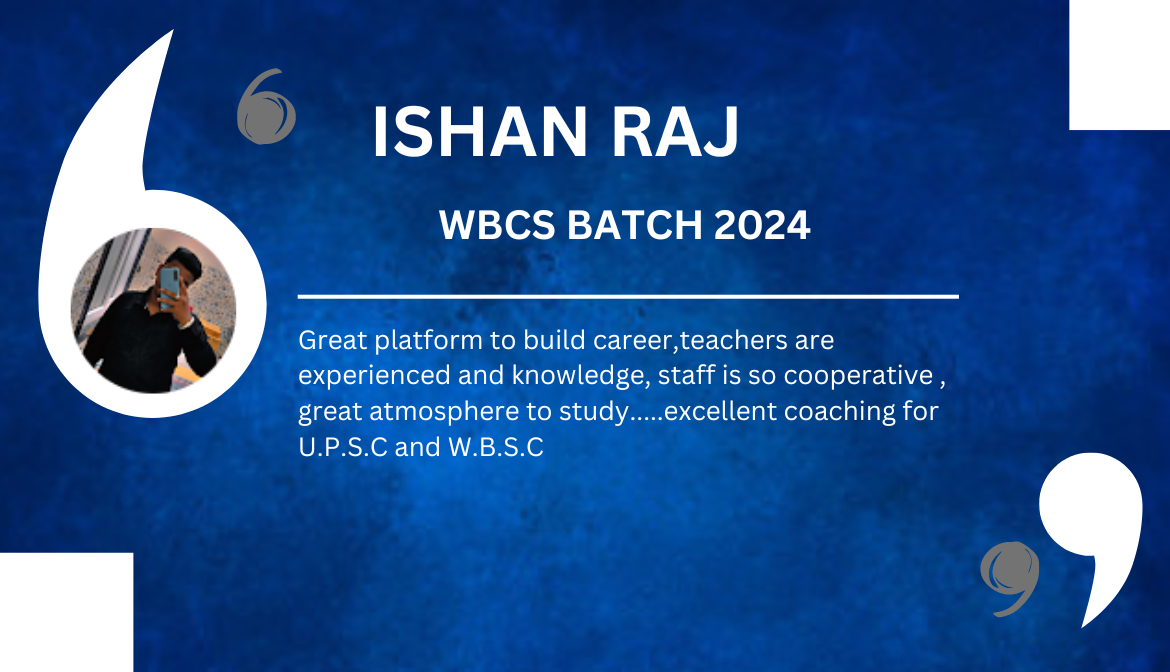 ISHAN RAJ
WBCS BATCH 2024
Great platform to build career,teachers are
experienced and knowledge, staff is so cooperative ,
great atmosphere to study.....excellent coaching for
U.P.S.C and W.B.S.C